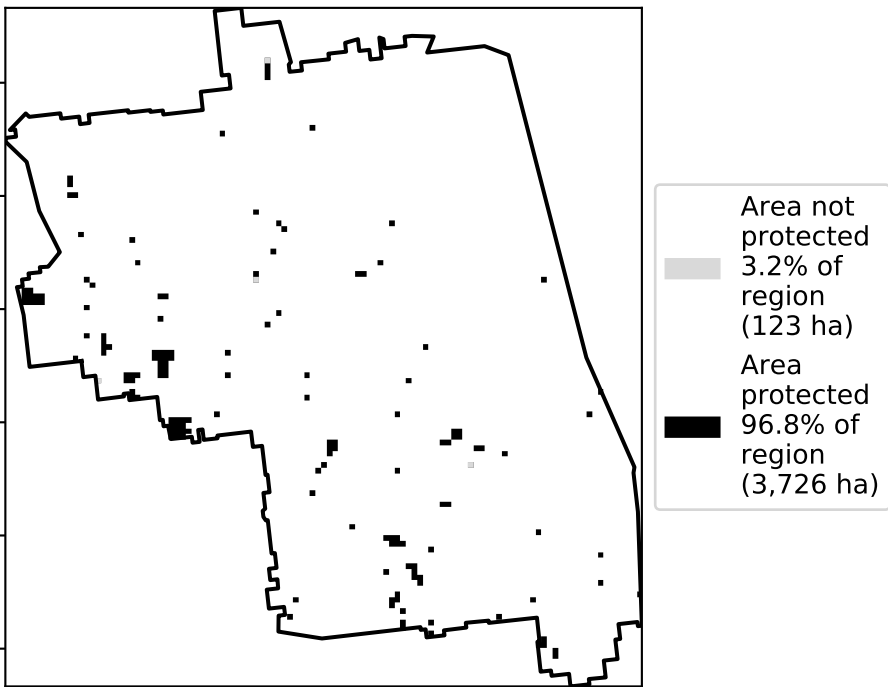 Area not
protected
3.2% of
region
(123 ha)
Area
protected
96.8% of
region
(3,726 ha)